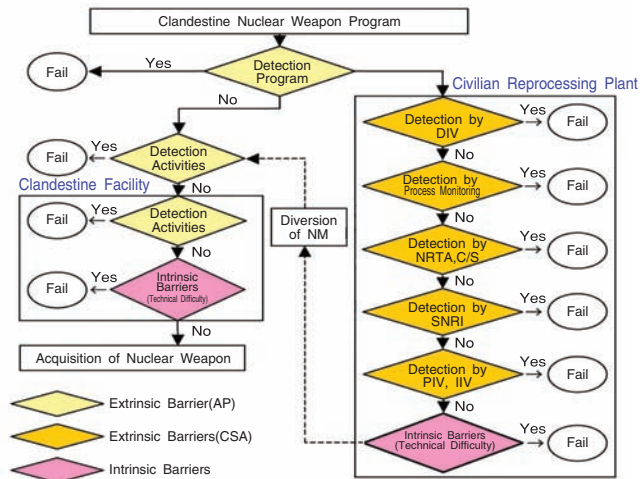 Clandestine Nuclear Weapon Program
Fail
Yes
Detection
Program
No
Civilian Reprocessing Plant
Fail
Yes
Detection
Activities
No
Clandestine Facility
Fail
Yes
Detection
Activities
No
Fail
Yes
Intrinsic
Barriers
(Technical Difficulty)
No
Acquisition of Nuclear Weapon
Diversion
of NM
Detection by
DIV
Yes
Fail
No
Detection by
Process Monitoring
Yes
Fail
No
Detection by
NRTA,C/S
Yes
Fail
No
Detection by
SNRI
Yes
Fail
No
Detection by
PIV, IIV
Yes
Fail
No
Intrinsic Barriers
(Technical Difficulty)
Yes
Fail
Extrinsic Barrier(AP)
Extrinsic Barriers(CSA)
Intrinsic Barriers